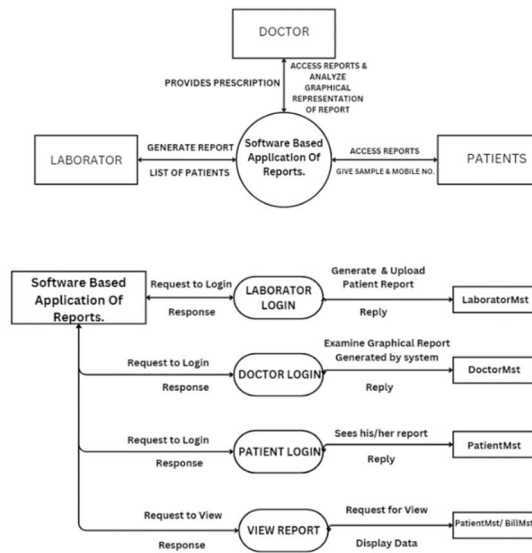 DOCTOR
PROVIDES PRESCRIPTION
ACCESS REPORTS &
ANALYZE
GRAPHICAL
REPRESENTATION
OF REPORT
LABORATOR
GENERATE REPORT
LIST OF PATIENTS
Software Based
Application Of
Reports.
ACCESS REPORTS
GIVE SAMPLE & MOBILE NO.
PATIENTS
Software Based
Application Of
Reports.
Request to Login
Response
LABORATOR
LOGIN
Generate & Upload
Patient Report
Reply
LaboratorMst
Request to Login
Response
DOCTOR LOGIN
Examine Graphical Report
Generated by system
Reply
DoctorMst
Request to Login
Response
PATIENT LOGIN
Sees his/her report
Reply
PatientMst
Request to View
Response
VIEW REPORT
Request for View
Display Data
PatientMst/ BillMst